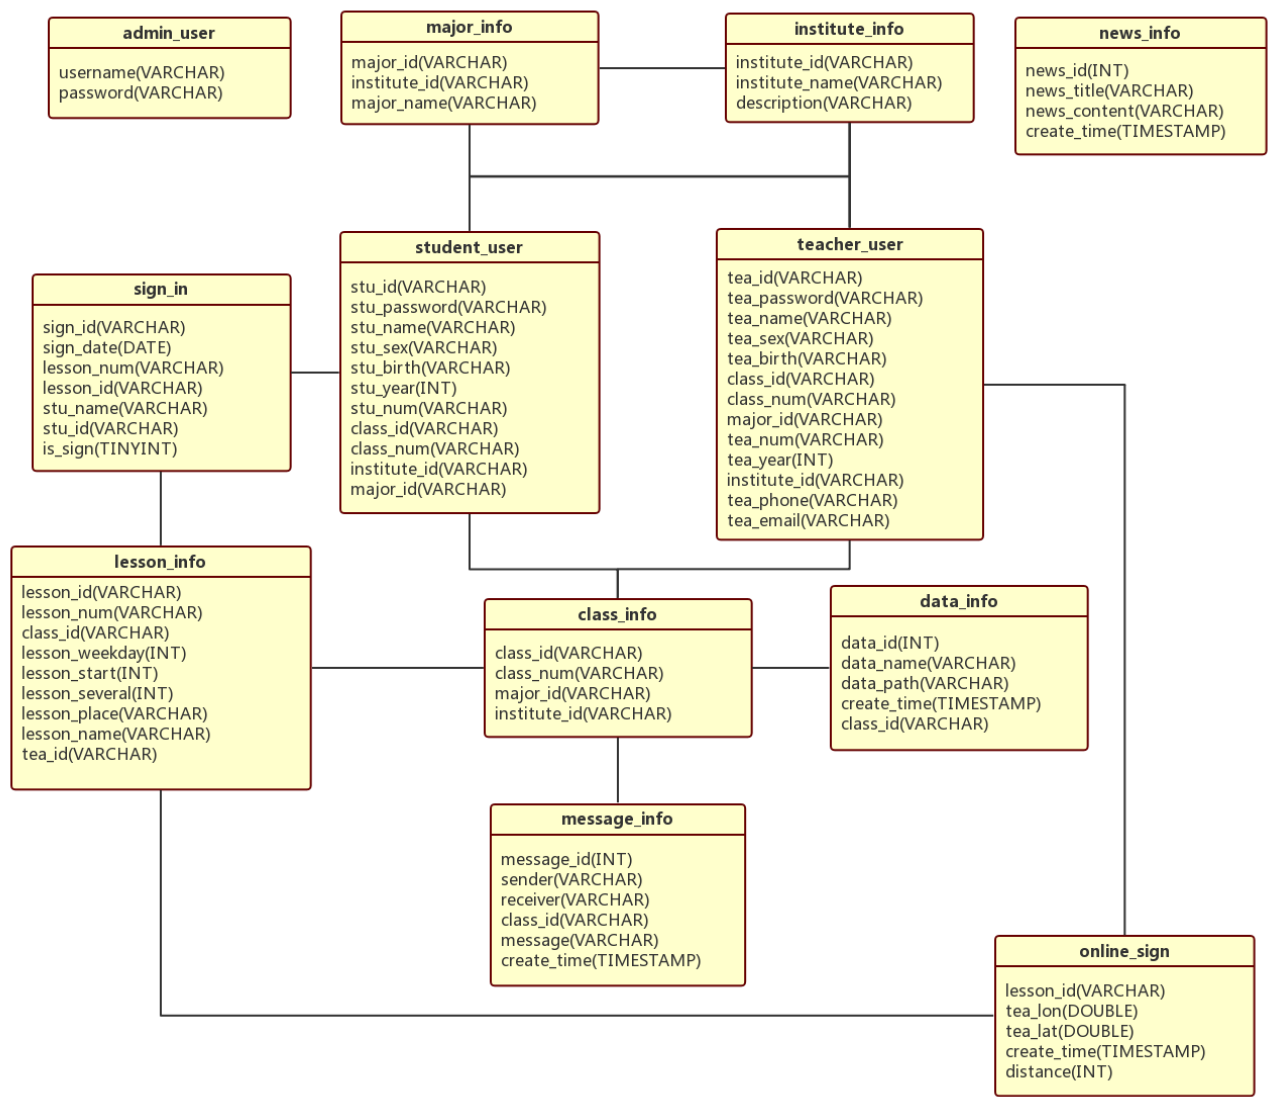 admin_user
username(VARCHAR)
password(VARCHAR)
major_info
major_id(VARCHAR)
institute_id(VARCHAR)
major_name(VARCHAR)
institute_info
institute_id(VARCHAR)
institute_name(VARCHAR)
description(VARCHAR)
news_info
news_id(INT)
news_title(VARCHAR)
news_content(VARCHAR)
create_time(TIMESTAMP)
sign_in
sign_id(VARCHAR)
sign_date(DATE)
lesson_num(VARCHAR)
lesson_id(VARCHAR)
stu_name(VARCHAR)
stu_id(VARCHAR)
is_sign(TINYINT)
student_user
stu_id(VARCHAR)
stu_password(VARCHAR)
stu_name(VARCHAR)
stu_sex(VARCHAR)
stu_birth(VARCHAR)
stu_year(INT)
stu_num(VARCHAR)
class_id(VARCHAR)
class_num(VARCHAR)
institute_id(VARCHAR)
major_id(VARCHAR)
teacher_user
tea_id(VARCHAR)
tea_password(VARCHAR)
tea_name(VARCHAR)
tea_sex(VARCHAR)
tea_birth(VARCHAR)
class_id(VARCHAR)
class_num(VARCHAR)
major_id(VARCHAR)
tea_num(VARCHAR)
tea_year(INT)
institute_id(VARCHAR)
tea_phone(VARCHAR)
tea_email(VARCHAR)
lesson_info
lesson_id(VARCHAR)
lesson_num(VARCHAR)
class_id(VARCHAR)
lesson_weekday(INT)
lesson_start(INT)
lesson_several(INT)
lesson_place(VARCHAR)
lesson_name(VARCHAR)
tea_id(VARCHAR)
class_info
class_id(VARCHAR)
class_num(VARCHAR)
major_id(VARCHAR)
institute_id(VARCHAR)
data_info
data_id(INT)
data_name(VARCHAR)
data_path(VARCHAR)
create_time(TIMESTAMP)
class_id(VARCHAR)
message_info
message_id(INT)
sender(VARCHAR)
receiver(VARCHAR)
class_id(VARCHAR)
message(VARCHAR)
create_time(TIMESTAMP)
online_sign
lesson_id(VARCHAR)
tea_lon(DOUBLE)
tea_lat(DOUBLE)
create_time(TIMESTAMP)
distance(INT)